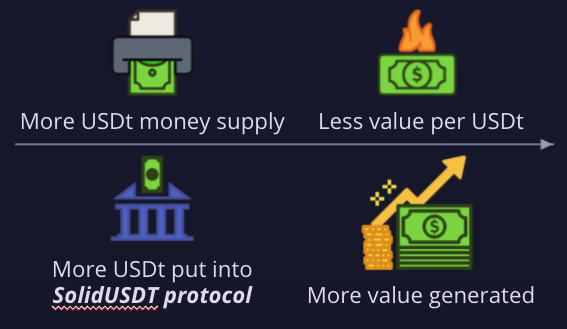 More USDt money supply
Less value per USDt
More USDt put into
SolidUSDT protocol
More value generated